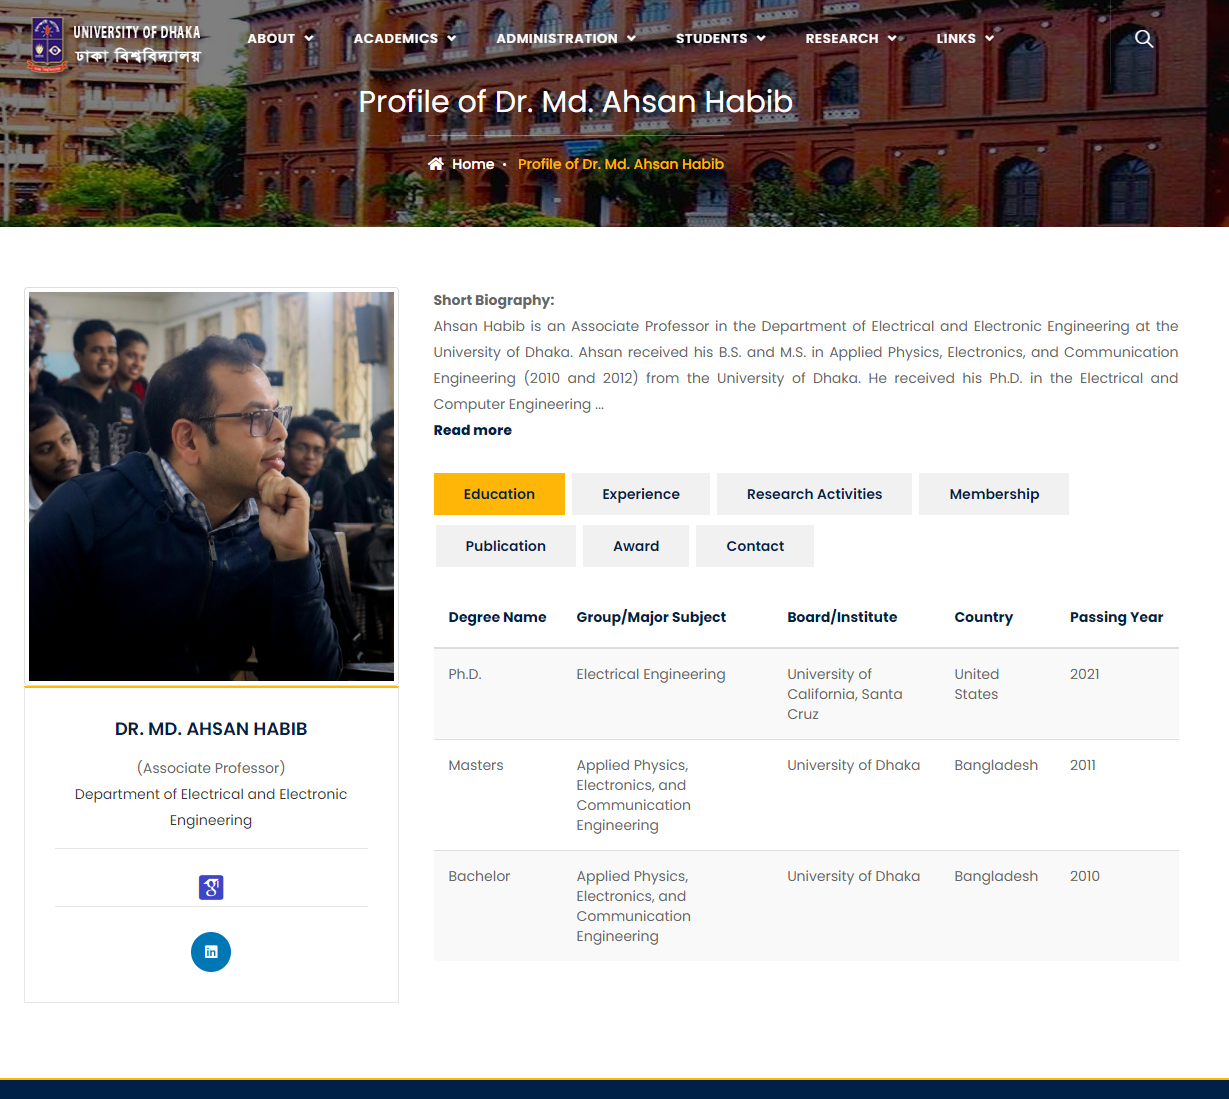 UNIVERSITY OF DHAKA
ঢাকা বিশ্ববিদ্যালয়
ABOUT ACADEMICS ADMINISTRATION STUDENTS RESEARCH LINKS
Profile of Dr. Md. Ahsan Habib
Home • Profile of Dr. Md. Ahsan Habib
DR. MD. AHSAN HABIB
(Associate Professor)
Department of Electrical and Electronic
Engineering
Short Biography:
Ahsan Habib is an Associate Professor in the Department of Electrical and Electronic Engineering at the
University of Dhaka. Ahsan received his B.S. and M.S. in Applied Physics, Electronics, and Communication
Engineering (2010 and 2012) from the University of Dhaka. He received his Ph.D. in the Electrical and
Computer Engineering ...
Read more
Education Experience Research Activities Membership
Publication Award Contact
Degree Name Group/Major Subject Board/Institute Country Passing Year
Ph.D. Electrical Engineering University of United 2021
California, Santa States
Cruz
Masters Applied Physics, University of Dhaka Bangladesh 2011
Electronics, and
Communication
Engineering
Bachelor Applied Physics, University of Dhaka Bangladesh 2010
Electronics, and
Communication
Engineering